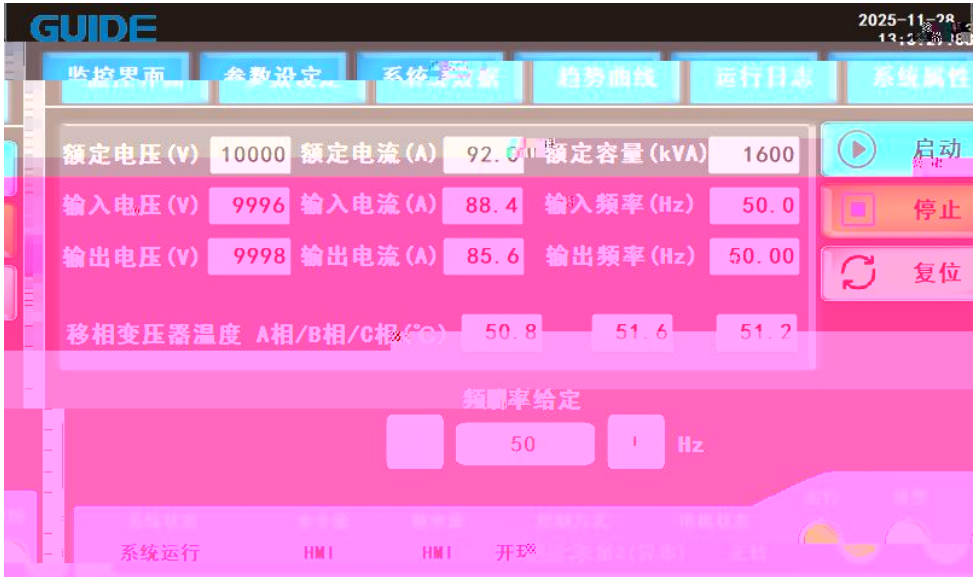 GUIDE
2025-11-28
监控界面 参数设定 趋势曲线 运行日志 系统属性
额定电压(V) 10000 额定电流(A) 92.0 额定容量(kVA) 1600 启动
输入电压(V) 9996 输入电流(A) 88.4 输入频率(Hz) 50.0 停止
输出电压(V) 9998 输出电流(A) 85.6 输出频率(Hz) 50.00 复位
移相变压器温度 A相/B相/C相(℃) 50.8 51.6 51.2
频率给定
50 Hz
系统运行 HMI HMI